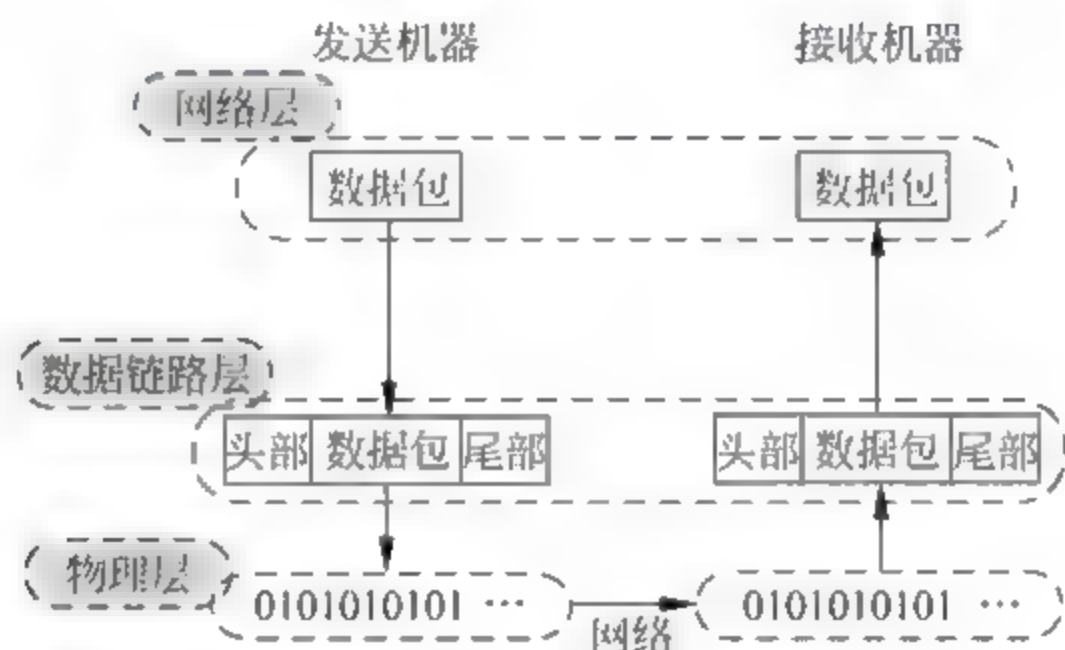 发送机器 接收机器
网络层
数据包 数据包
数据链路层
头部 数据包 尾部 头部 数据包 尾部
物理层
0101010101 … 0101010101 …
网络